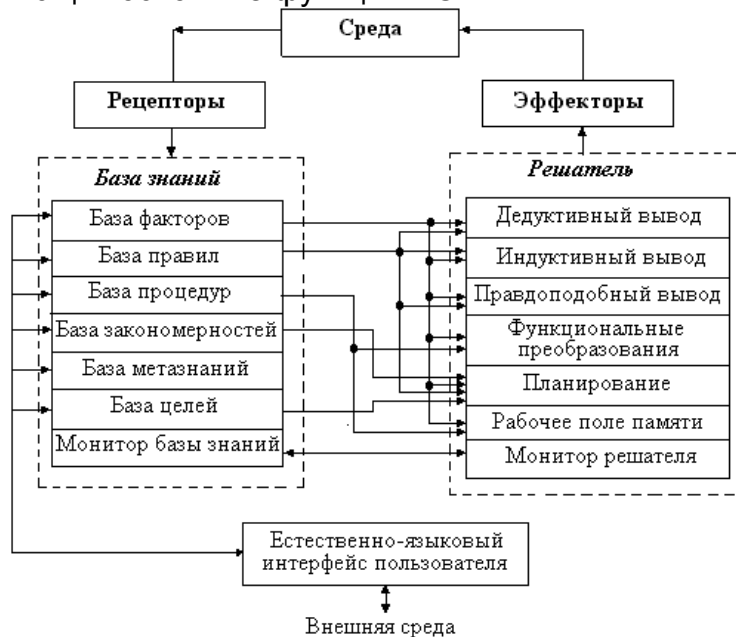 Среда
Рецепторы
Эффекторы
База знаний
База факторов
База правил
База процедур
База закономерностей
База метазнаний
База целей
Монитор базы знаний
Решатель
Дедуктивный вывод
Индуктивный вывод
Правдоподобный вывод
Функциональные
преобразования
Планирование
Рабочее поле памяти
Монитор решателя
Естественно-языковый
интерфейс пользователя
Внешняя среда